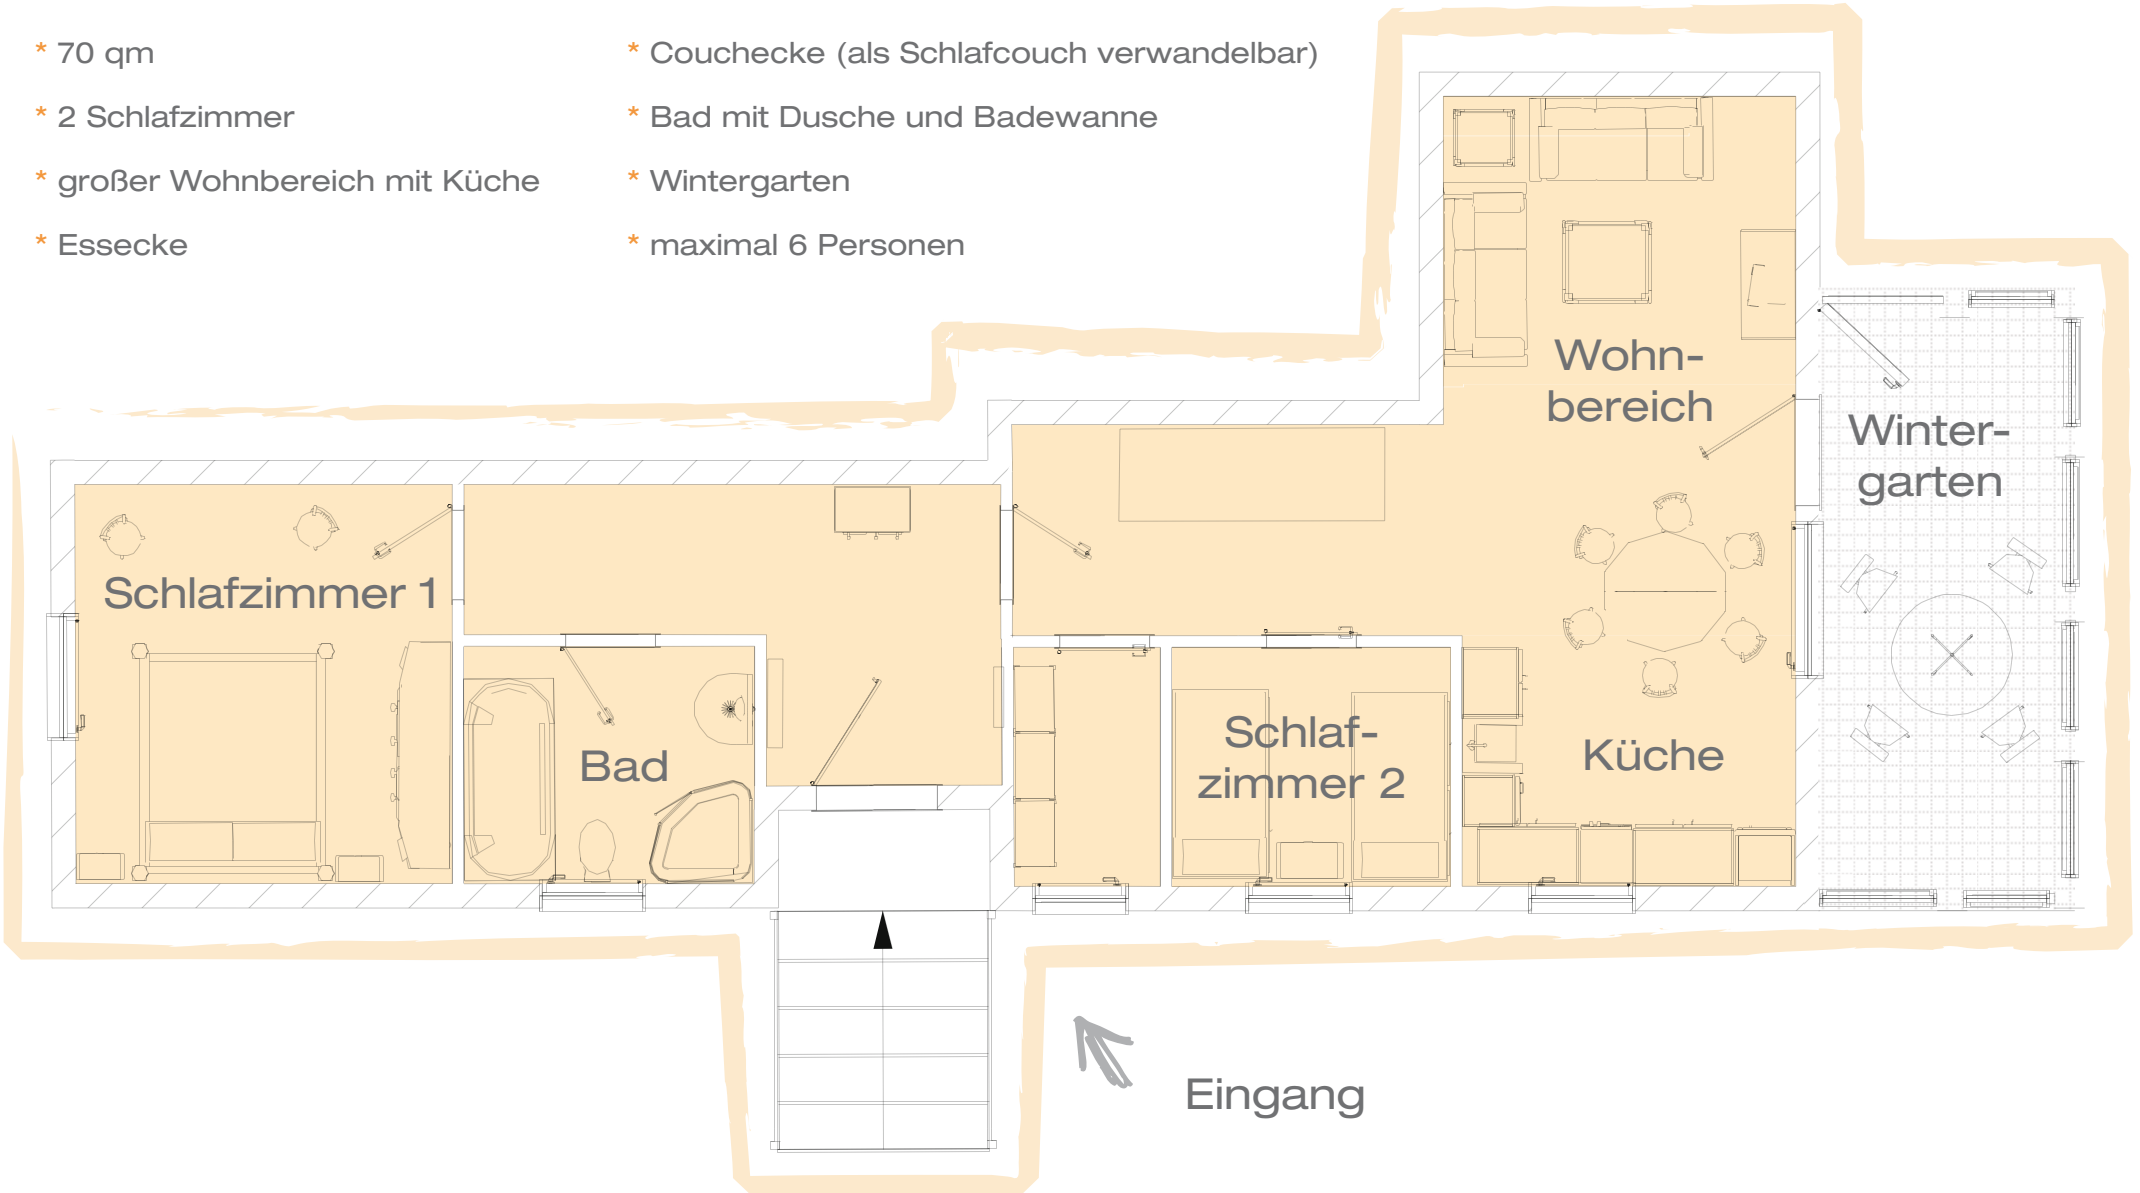 * 70 qm
* 2 Schlafzimmer
* großer Wohnbereich mit Küche
* Essecke
* Couchecke (als Schlafcouch verwandelbar)
* Bad mit Dusche und Badewanne
* Wintergarten
* maximal 6 Personen
Wohn-
bereich
Winter-
garten
Schlafzimmer 1
Bad
Schlaf-
zimmer 2
Küche
Eingang